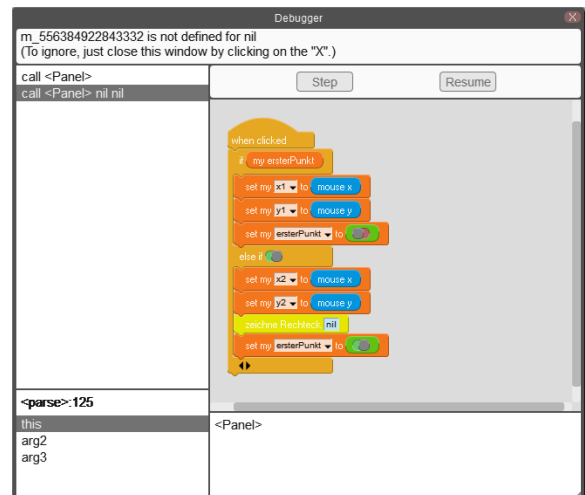 Debugger
m_556384922843332 is not defined for nil
(To ignore, just close this window by clicking on the "X".)
call <Panel>
call <Panel> nil nil
Step
Resume
when clicked
if my ersterPunkt
set my x1 to mouse x
set my y1 to mouse y
set my ersterPunkt to
else if
set my x2 to mouse x
set my y2 to mouse y
zeichne Rechteck nil
set my ersterPunkt to
<parse>:125
this
arg2
arg3
<Panel>